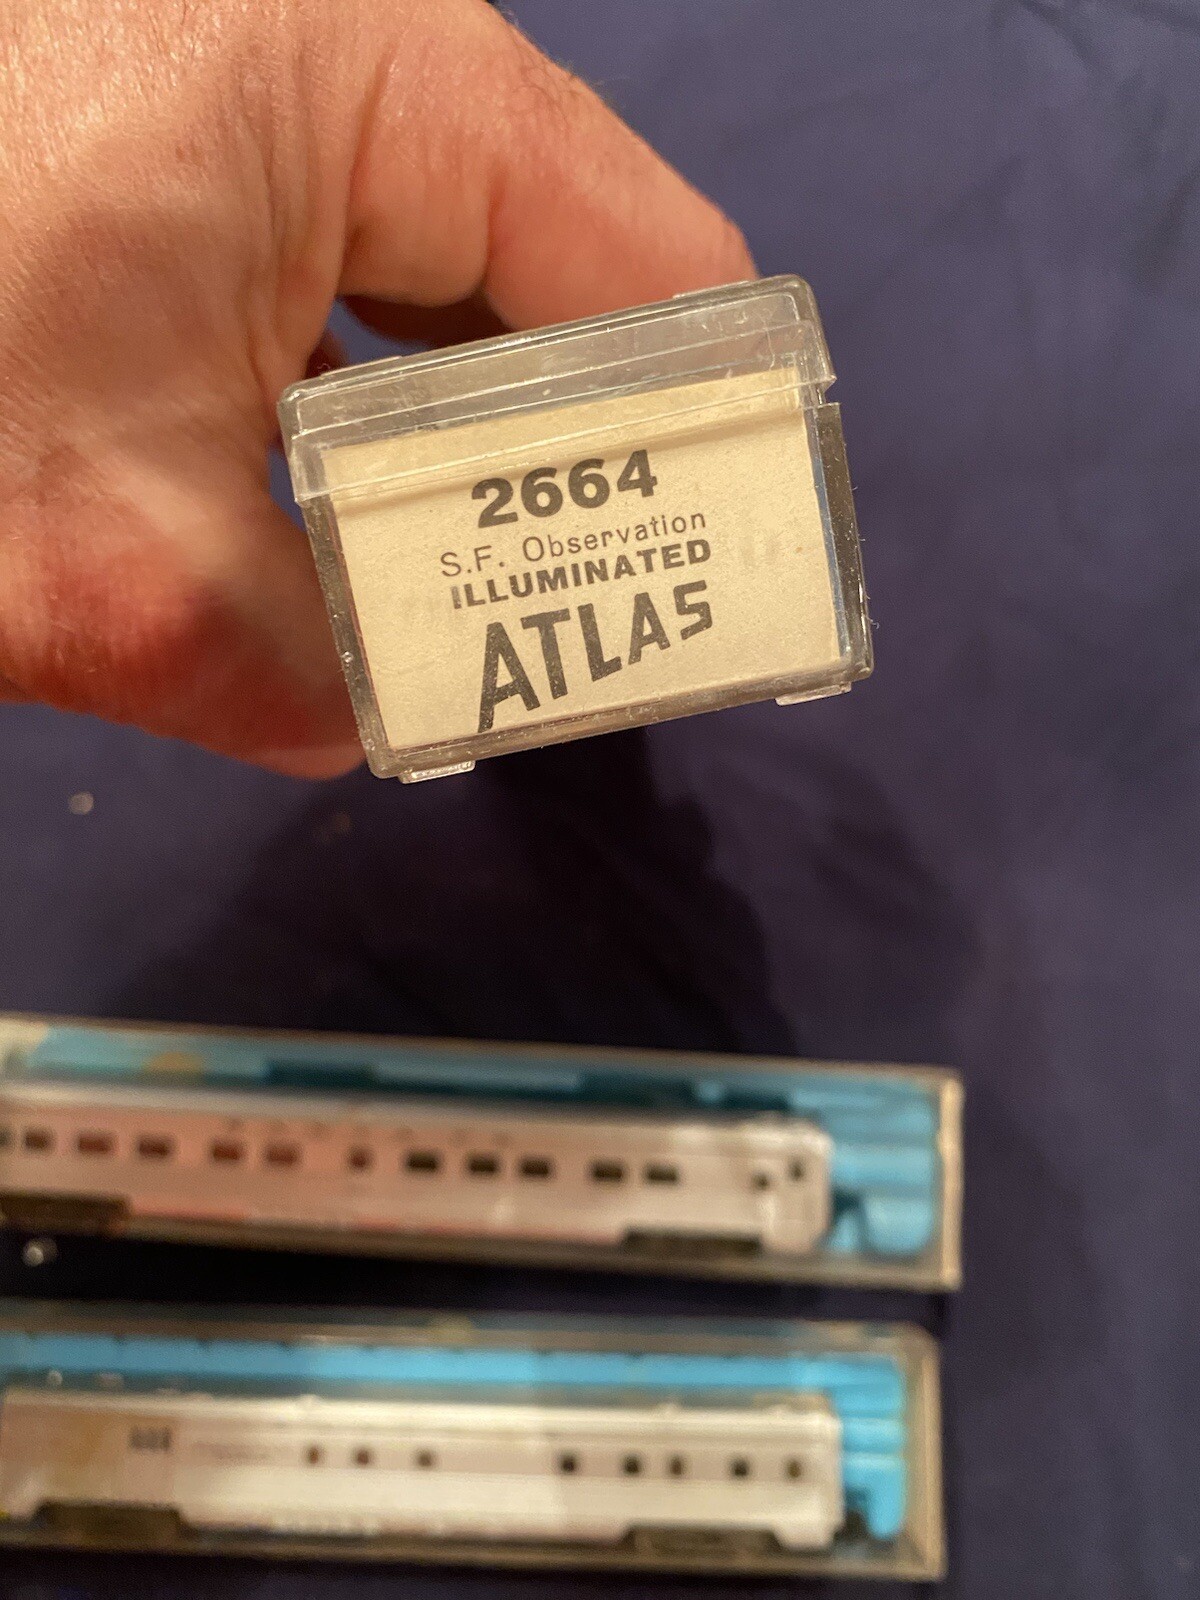 2664
S.F. Observation
ILLUMINATED
ATLAS